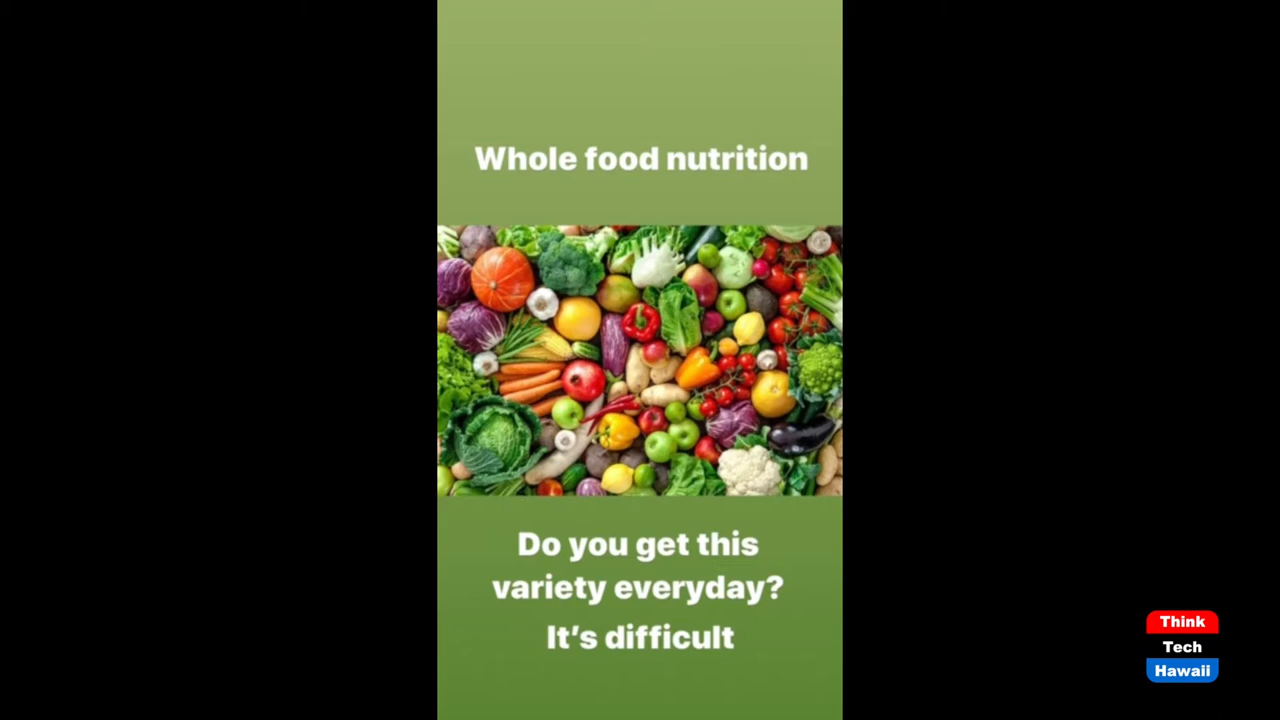 Whole food nutrition
Do you get this
variety everyday?
It's difficult
Think
Tech
Hawaii